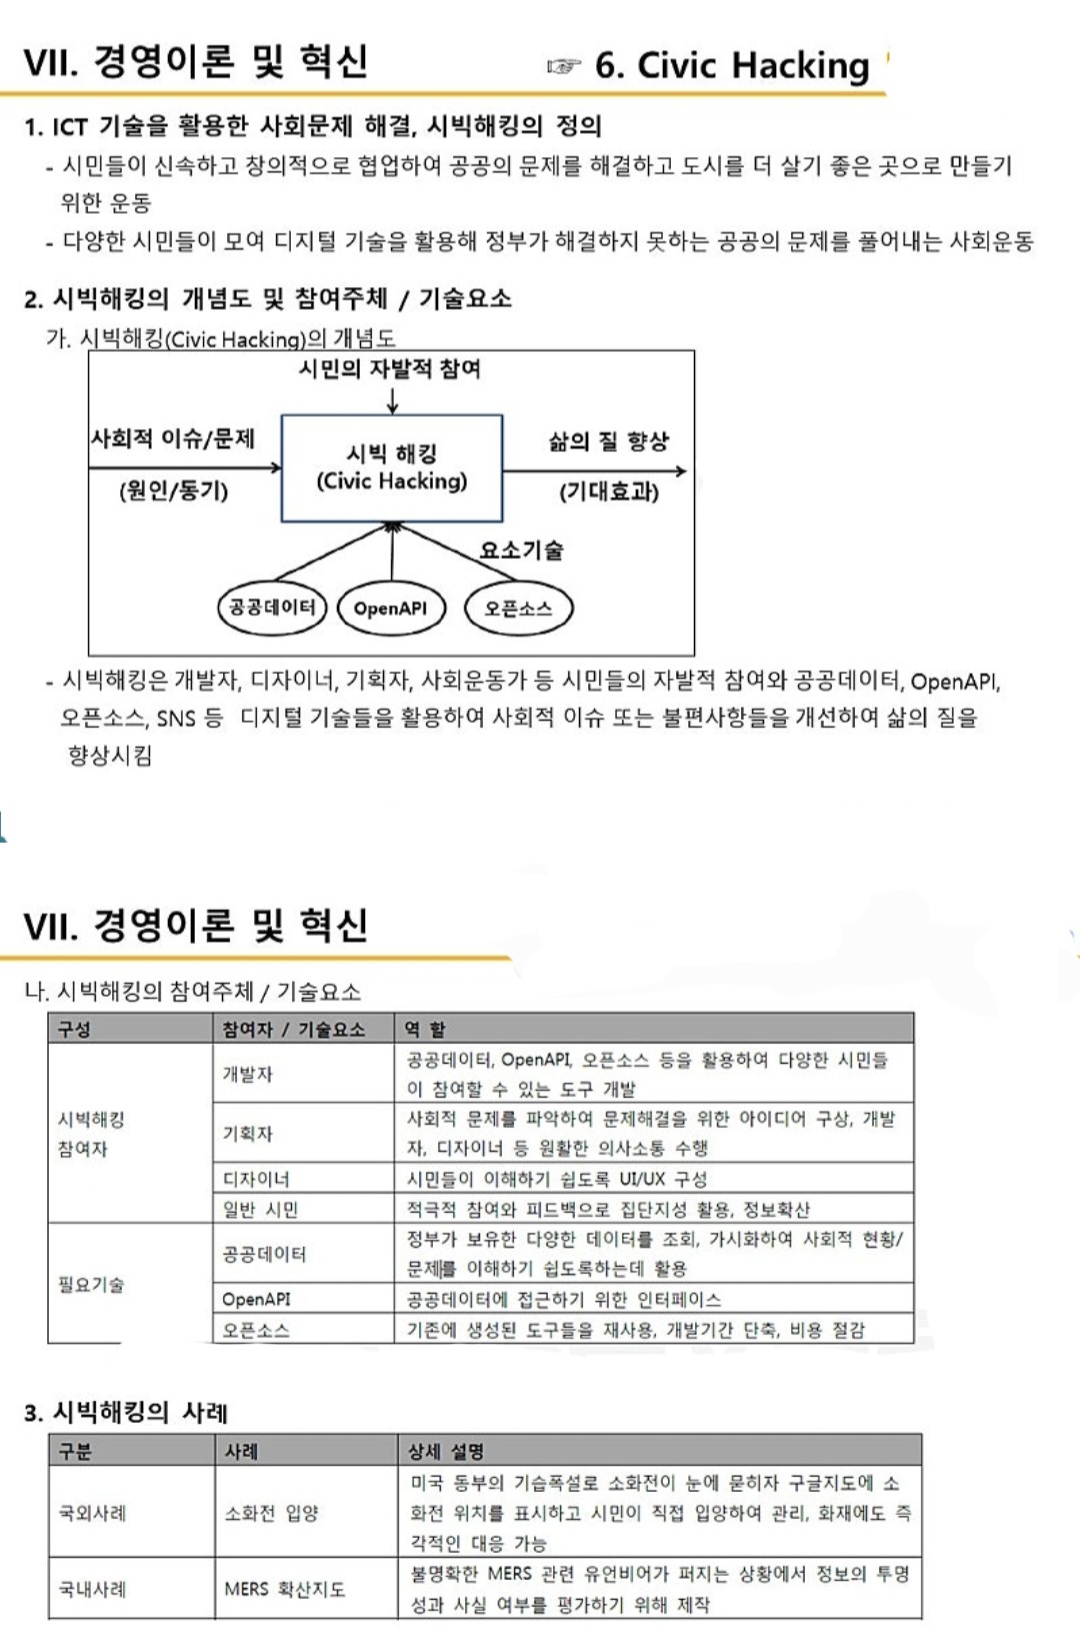 VII. 경영이론 및 혁신
☞ 6. Civic Hacking
1. ICT 기술을 활용한 사회문제 해결, 시빅해킹의 정의
- 시민들이 신속하고 창의적으로 협업하여 공공의 문제를 해결하고 도시를 더 살기 좋은 곳으로 만들기
위한 운동
- 다양한 시민들이 모여 디지털 기술을 활용해 정부가 해결하지 못하는 공공의 문제를 풀어내는 사회운동
2. 시빅해킹의 개념도 및 참여주체 / 기술요소
가. 시빅해킹(Civic Hacking)의 개념도
시민의 자발적 참여
사회적 이슈/문제
(원인/동기)
시빅 해킹
(Civic Hacking)
삶의 질 향상
(기대효과)
요소기술
공공데이터
OpenAPI
오픈소스
- 시빅해킹은 개발자, 디자이너, 기획자, 사회운동가 등 시민들의 자발적 참여와 공공데이터, OpenAPI,
오픈소스, SNS 등 디지털 기술들을 활용하여 사회적 이슈 또는 불편사항들을 개선하여 삶의 질을
향상시킴
VII. 경영이론 및 혁신
나. 시빅해킹의 참여주체 / 기술요소
구성 참여자 / 기술요소 역 할
시빅해킹
참여자
개발자
공공데이터, OpenAPI, 오픈소스 등을 활용하여 다양한 시민들
이 참여할 수 있는 도구 개발
기획자
사회적 문제를 파악하여 문제해결을 위한 아이디어 구상, 개발
자, 디자이너 등 원활한 의사소통 수행
디자이너 시민들이 이해하기 쉽도록 UI/UX 구성
일반 시민 적극적 참여와 피드백으로 집단지성 활용, 정보확산
필요기술
공공데이터
정부가 보유한 다양한 데이터를 조회, 가시화하여 사회적 현황/
문제를 이해하기 쉽도록하는데 활용
OpenAPI 공공데이터에 접근하기 위한 인터페이스
오픈소스 기존에 생성된 도구들을 재사용, 개발기간 단축, 비용 절감
3. 시빅해킹의 사례
구분 사례 상세 설명
국외사례 소화전 입양
미국 동부의 기습폭설로 소화전이 눈에 묻히자 구글지도에 소
화전 위치를 표시하고 시민이 직접 입양하여 관리, 화재에도 즉
각적인 대응 가능
국내사례 MERS 확산지도
불명확한 MERS 관련 유언비어가 퍼지는 상황에서 정보의 투명
성과 사실 여부를 평가하기 위해 제작